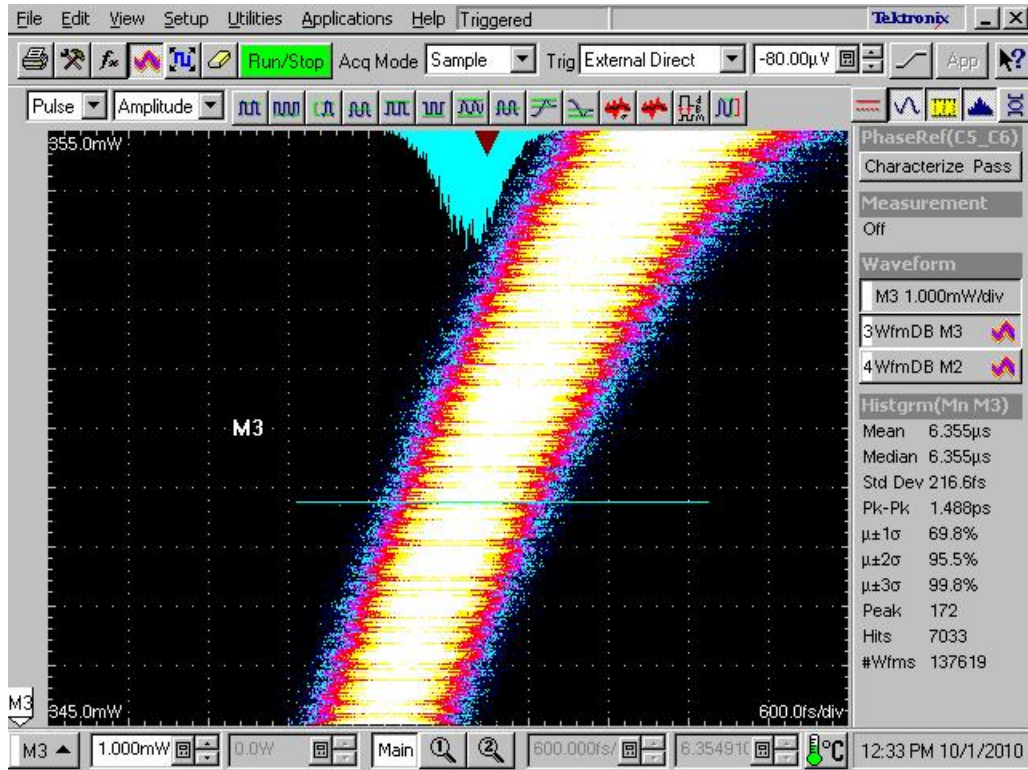 File Edit View Setup Utilities Applications Help Triggered Tektronix
Run/Stop Acq Mode Sample Trig External Direct -80.00µV App
Pulse Amplitude
355.0mW
PhaseRef(C5_C6)
Characterize Pass
Measurement
Off
Waveform
M3 1.000mW/div
3 WfmDB M3
4 WfmDB M2
Histgrm(Mn M3)
Mean 6.355µs
Median 6.355µs
Std Dev 216.6fs
Pk-Pk 1.488ps
µ±1σ 69.8%
µ±2σ 95.5%
µ±3σ 99.8%
Peak 172
Hits 7033
#Wfms 137619
M3
M3
345.0mW 600.0fs/div
M3 1.000mW 0.0W Main 1 2 600.000fs/ 6.354910 °C 12:33 PM 10/1/2010